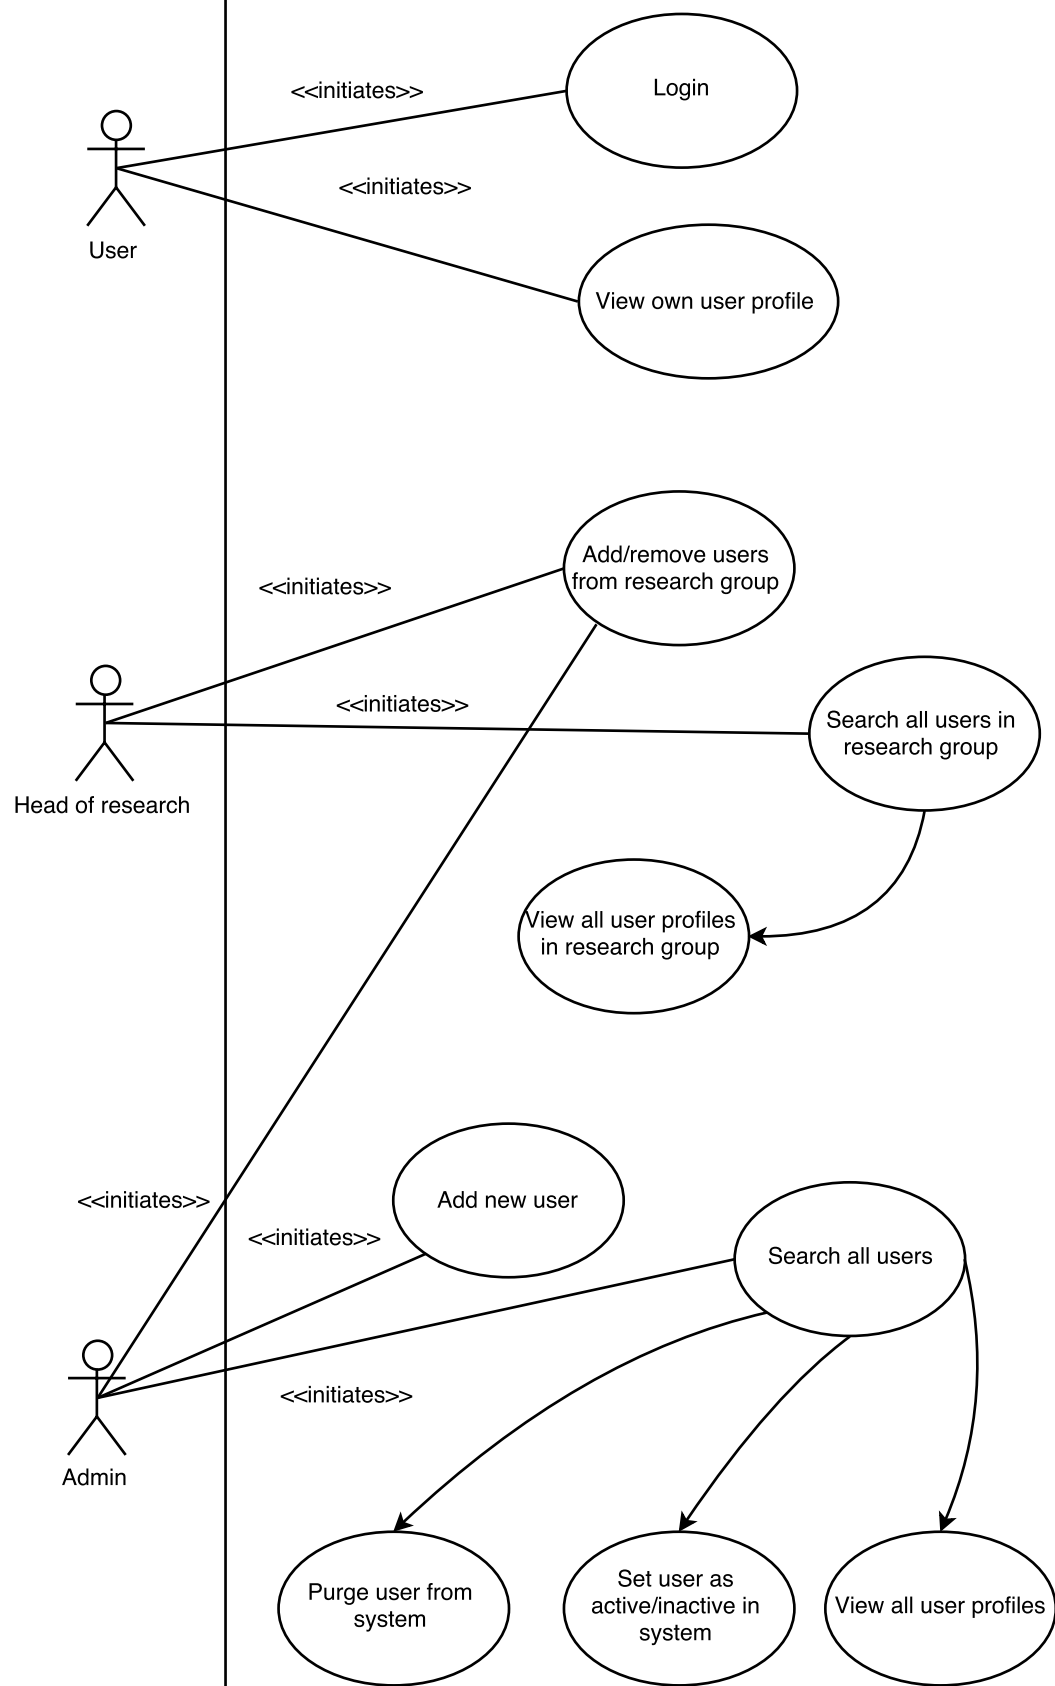 <<initiates>>
Login
<<initiates>>
User
View own user profile
Add/remove users
from research group
<<initiates>>
<<initiates>>
Search all users in
research group
Head of research
View all user profiles
in research group
<<initiates>>
Add new user
<<initiates>>
Search all users
<<initiates>>
Admin
Purge user from
system
Set user as
active/inactive in
system
View all user profiles